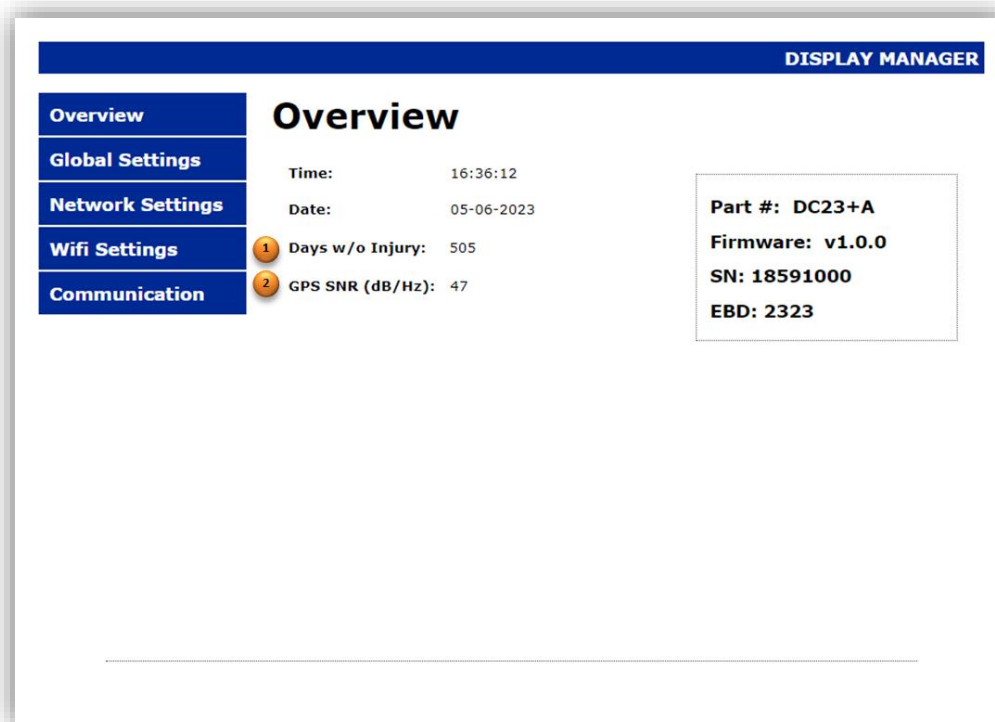 DISPLAY MANAGER
Overview
Global Settings
Network Settings
Wifi Settings
Communication
Overview
Time: 16:36:12
Date: 05-06-2023
1 Days w/o Injury: 505
2 GPS SNR (dB/Hz): 47
Part #: DC23+A
Firmware: v1.0.0
SN: 18591000
EBD: 2323